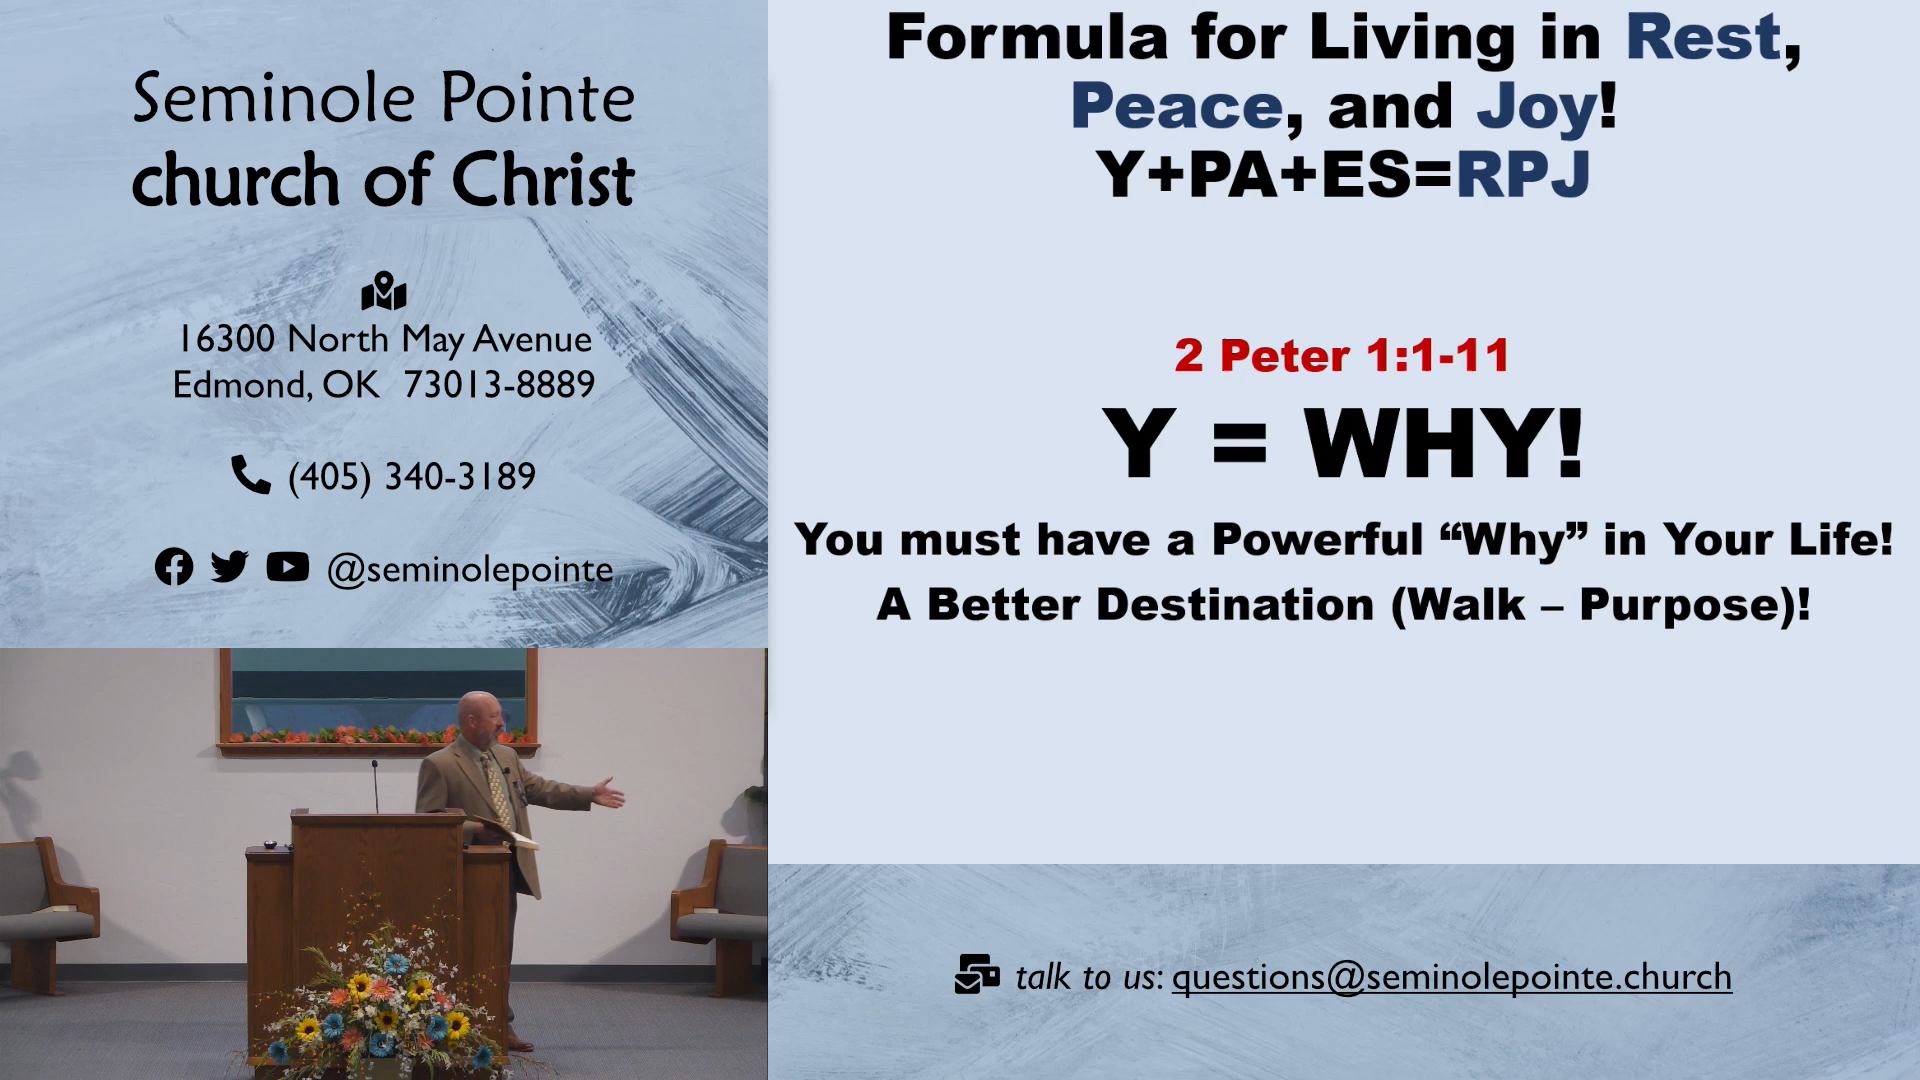 Seminole Pointe
church of Christ
16300 North May Avenue
Edmond, OK 73013-8889
(405) 340-3189
@seminolepointe
Formula for Living in Rest,
Peace, and Joy!
Y+PA+ES=RPJ
2 Peter 1:1-11
Y = WHY!
You must have a Powerful “Why” in Your Life!
A Better Destination (Walk – Purpose)!
talk to us: questions@seminolepointe.church